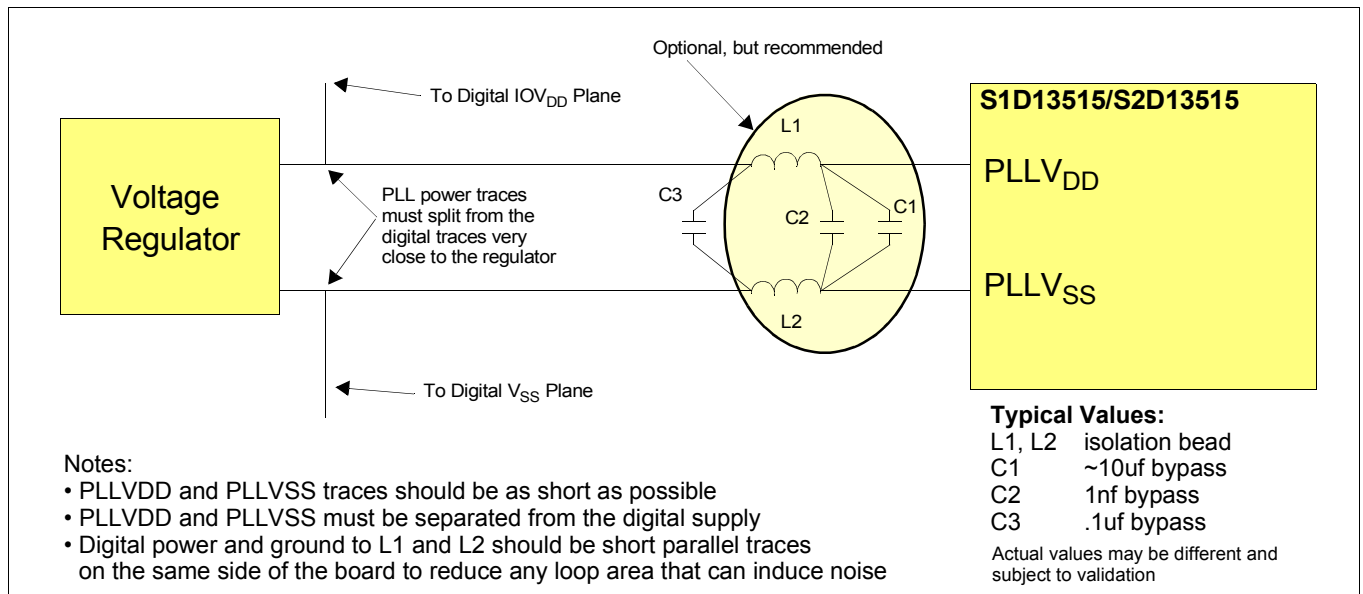 Optional, but recommended
To Digital IOVDD Plane
S1D13515/S2D13515
L1
Voltage
Regulator
PLL power traces
must split from the
digital traces very
close to the regulator
C3
C2
C1
PLLVDD
PLLVSS
L2
To Digital VSS Plane
Typical Values:
L1, L2 isolation bead
C1 ~10uf bypass
C2 1nf bypass
C3 .1uf bypass
Actual values may be different and
subject to validation
Notes:
• PLLVDD and PLLVSS traces should be as short as possible
• PLLVDD and PLLVSS must be separated from the digital supply
• Digital power and ground to L1 and L2 should be short parallel traces
on the same side of the board to reduce any loop area that can induce noise